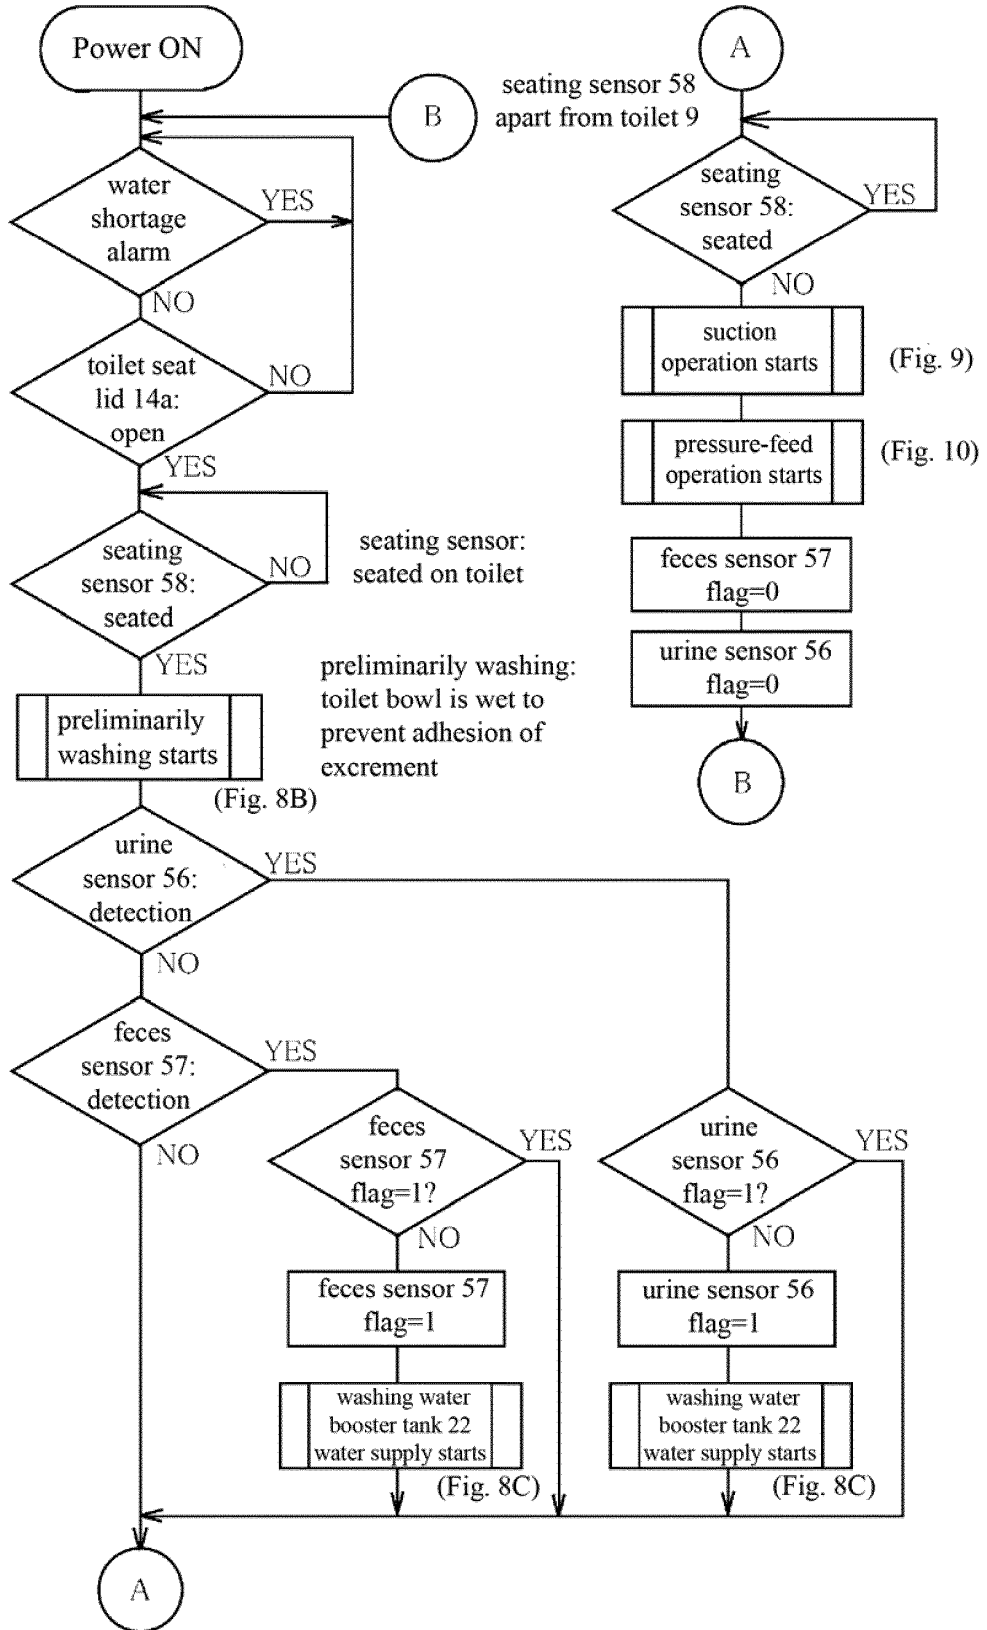 Power ON
B
water
shortage
alarm
YES
NO
toilet seat
lid 14a:
open
NO
YES
seating
sensor 58:
seated
NO
YES
seating sensor:
seated on toilet
preliminarily
washing starts
(Fig. 8B)
preliminarily washing:
toilet bowl is wet to
prevent adhesion of
excrement
urine
sensor 56:
detection
YES
NO
feces
sensor 57:
detection
YES
NO
feces
sensor 57
flag=1?
YES
NO
feces sensor 57
flag=1
washing water
booster tank 22
water supply starts
(Fig. 8C)
urine
sensor 56
flag=1?
YES
NO
urine sensor 56
flag=1
washing water
booster tank 22
water supply starts
(Fig. 8C)
A
A
seating sensor 58
apart from toilet 9
seating
sensor 58:
seated
YES
NO
suction
operation starts
(Fig. 9)
pressure-feed
operation starts
(Fig. 10)
feces sensor 57
flag=0
urine sensor 56
flag=0
B